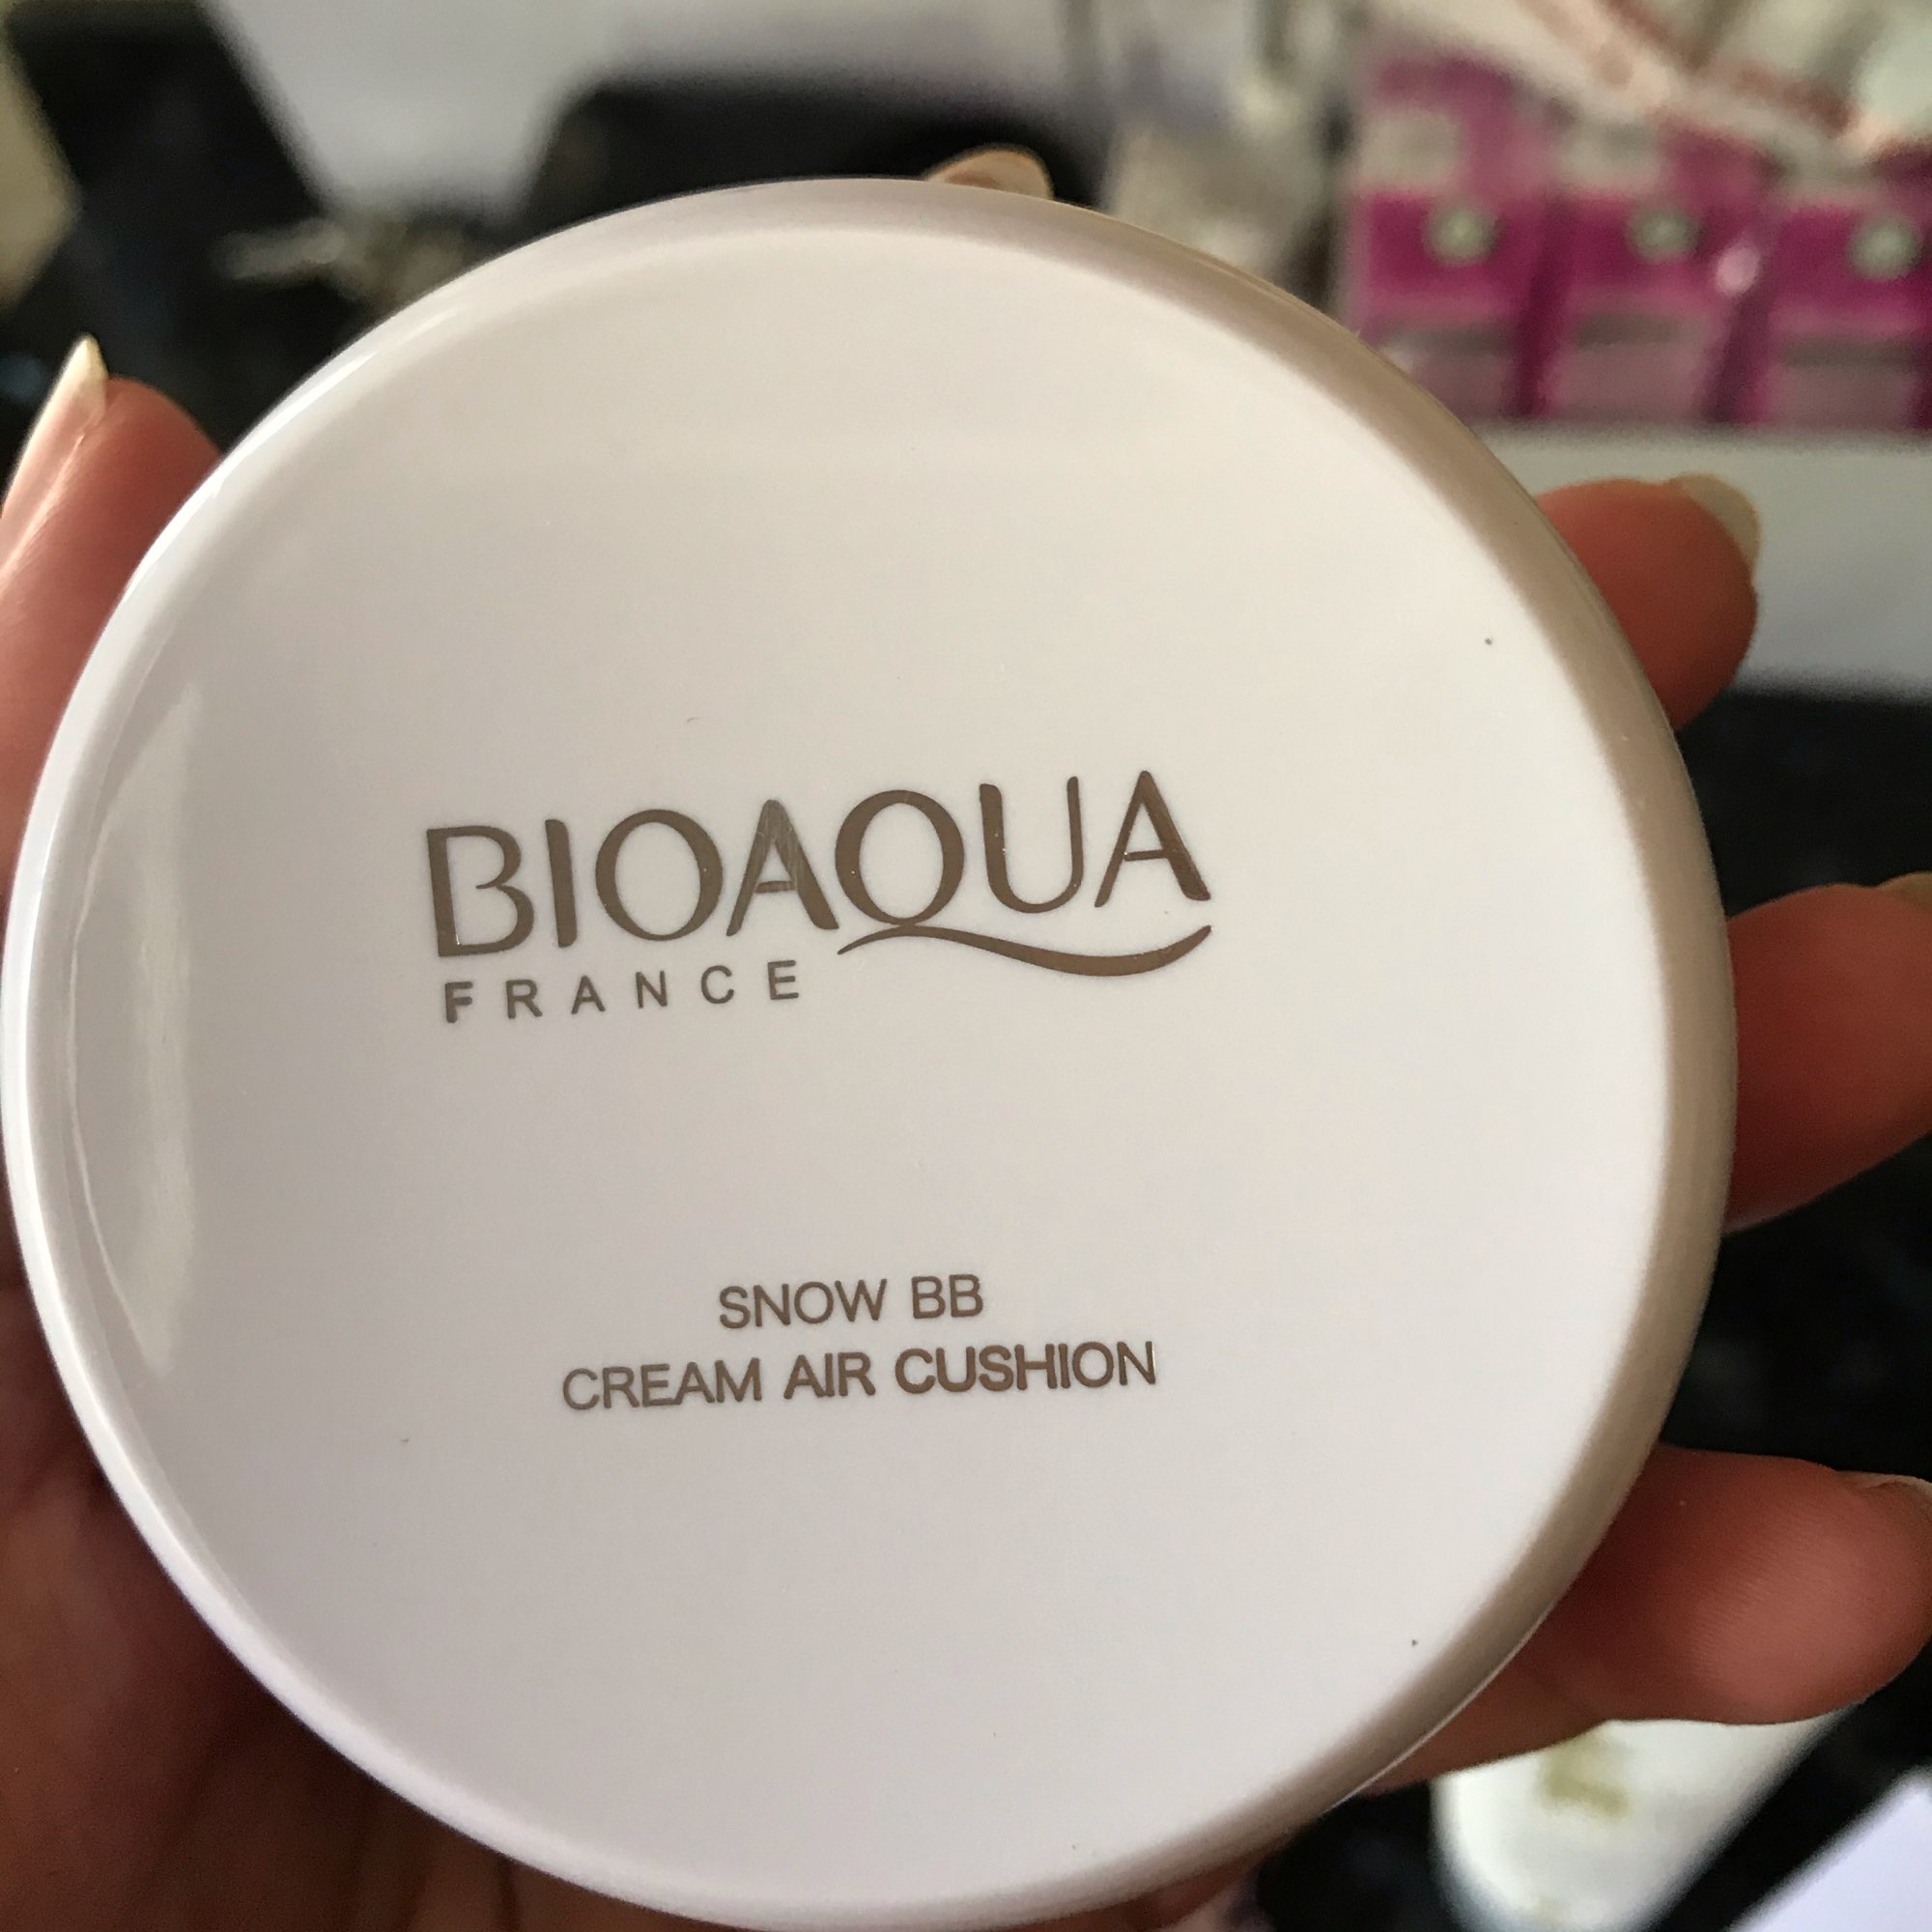 BIOAQUA
FRANCE
SNOW BB
CREAM AIR CUSHION